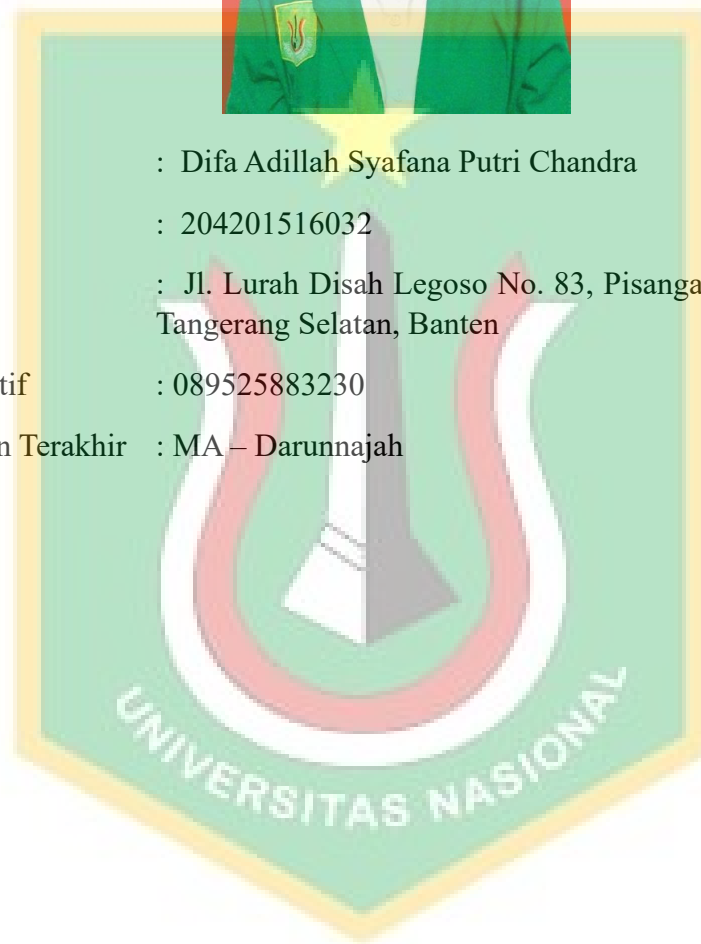 : Difa Adillah Syafana Putri Chandra
: 204201516032
: Jl. Lurah Disah Legoso No. 83, Pisanga
Tangerang Selatan, Banten
tif : 089525883230
n Terakhir : MA – Darunnajah
UNIVERSITAS NASIONAL